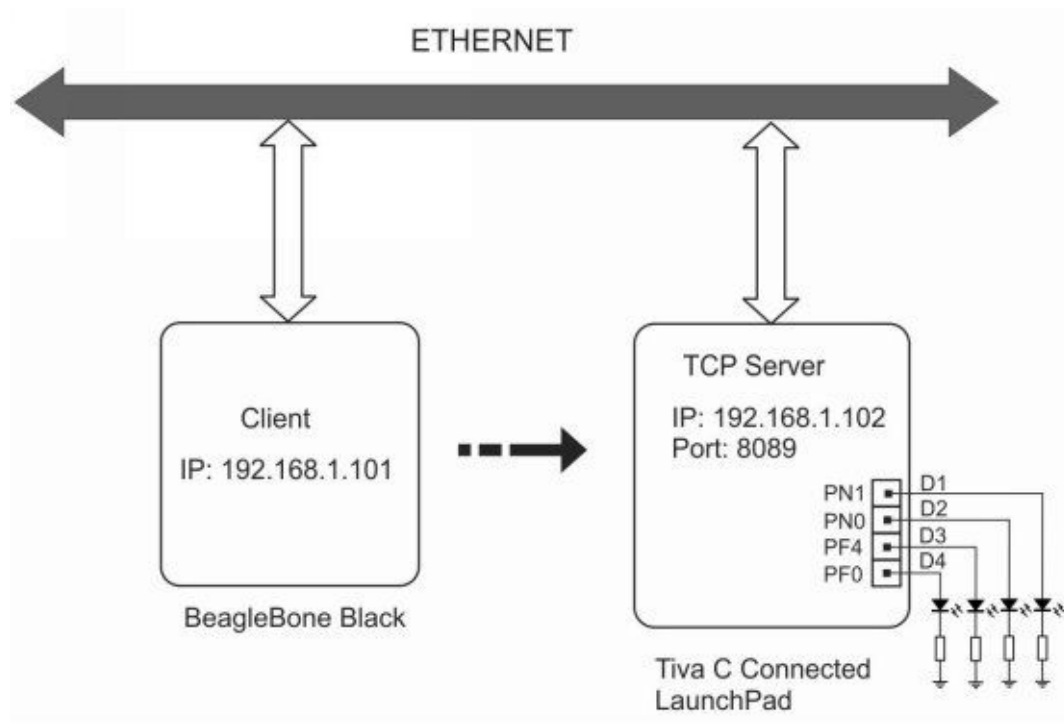 ETHERNET
Client
IP: 192.168.1.101
BeagleBone Black
TCP Server
IP: 192.168.1.102
Port: 8089
PN1
D1
PN0
D2
PF4
D3
PF0
D4
Tiva C Connected
LaunchPad